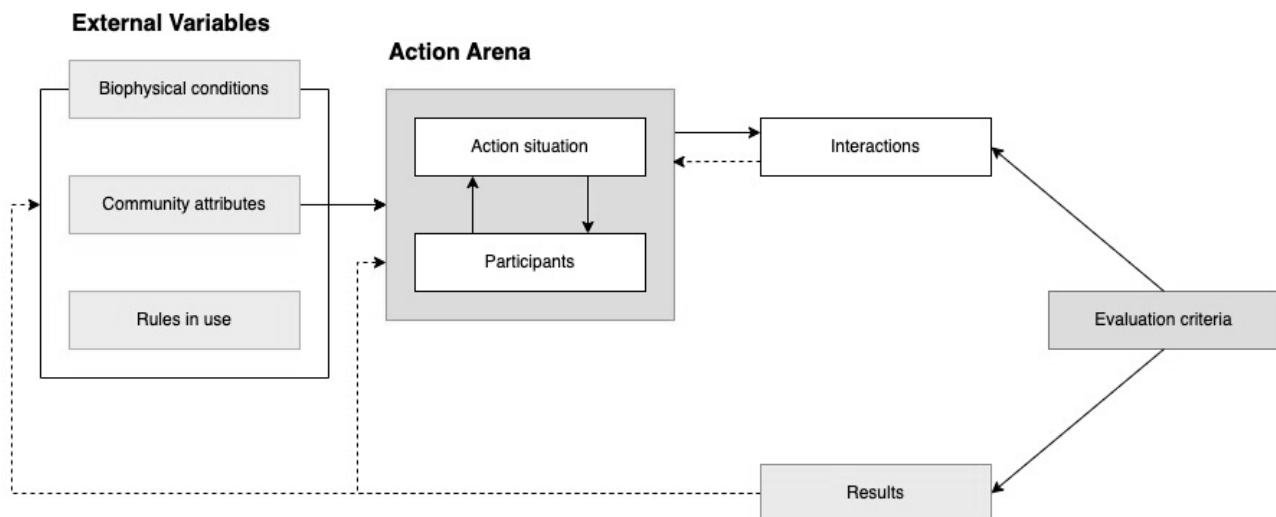 External Variables
Action Arena
Biophysical conditions
Action situation
Interactions
Community attributes
Participants
Rules in use
Evaluation criteria
Results